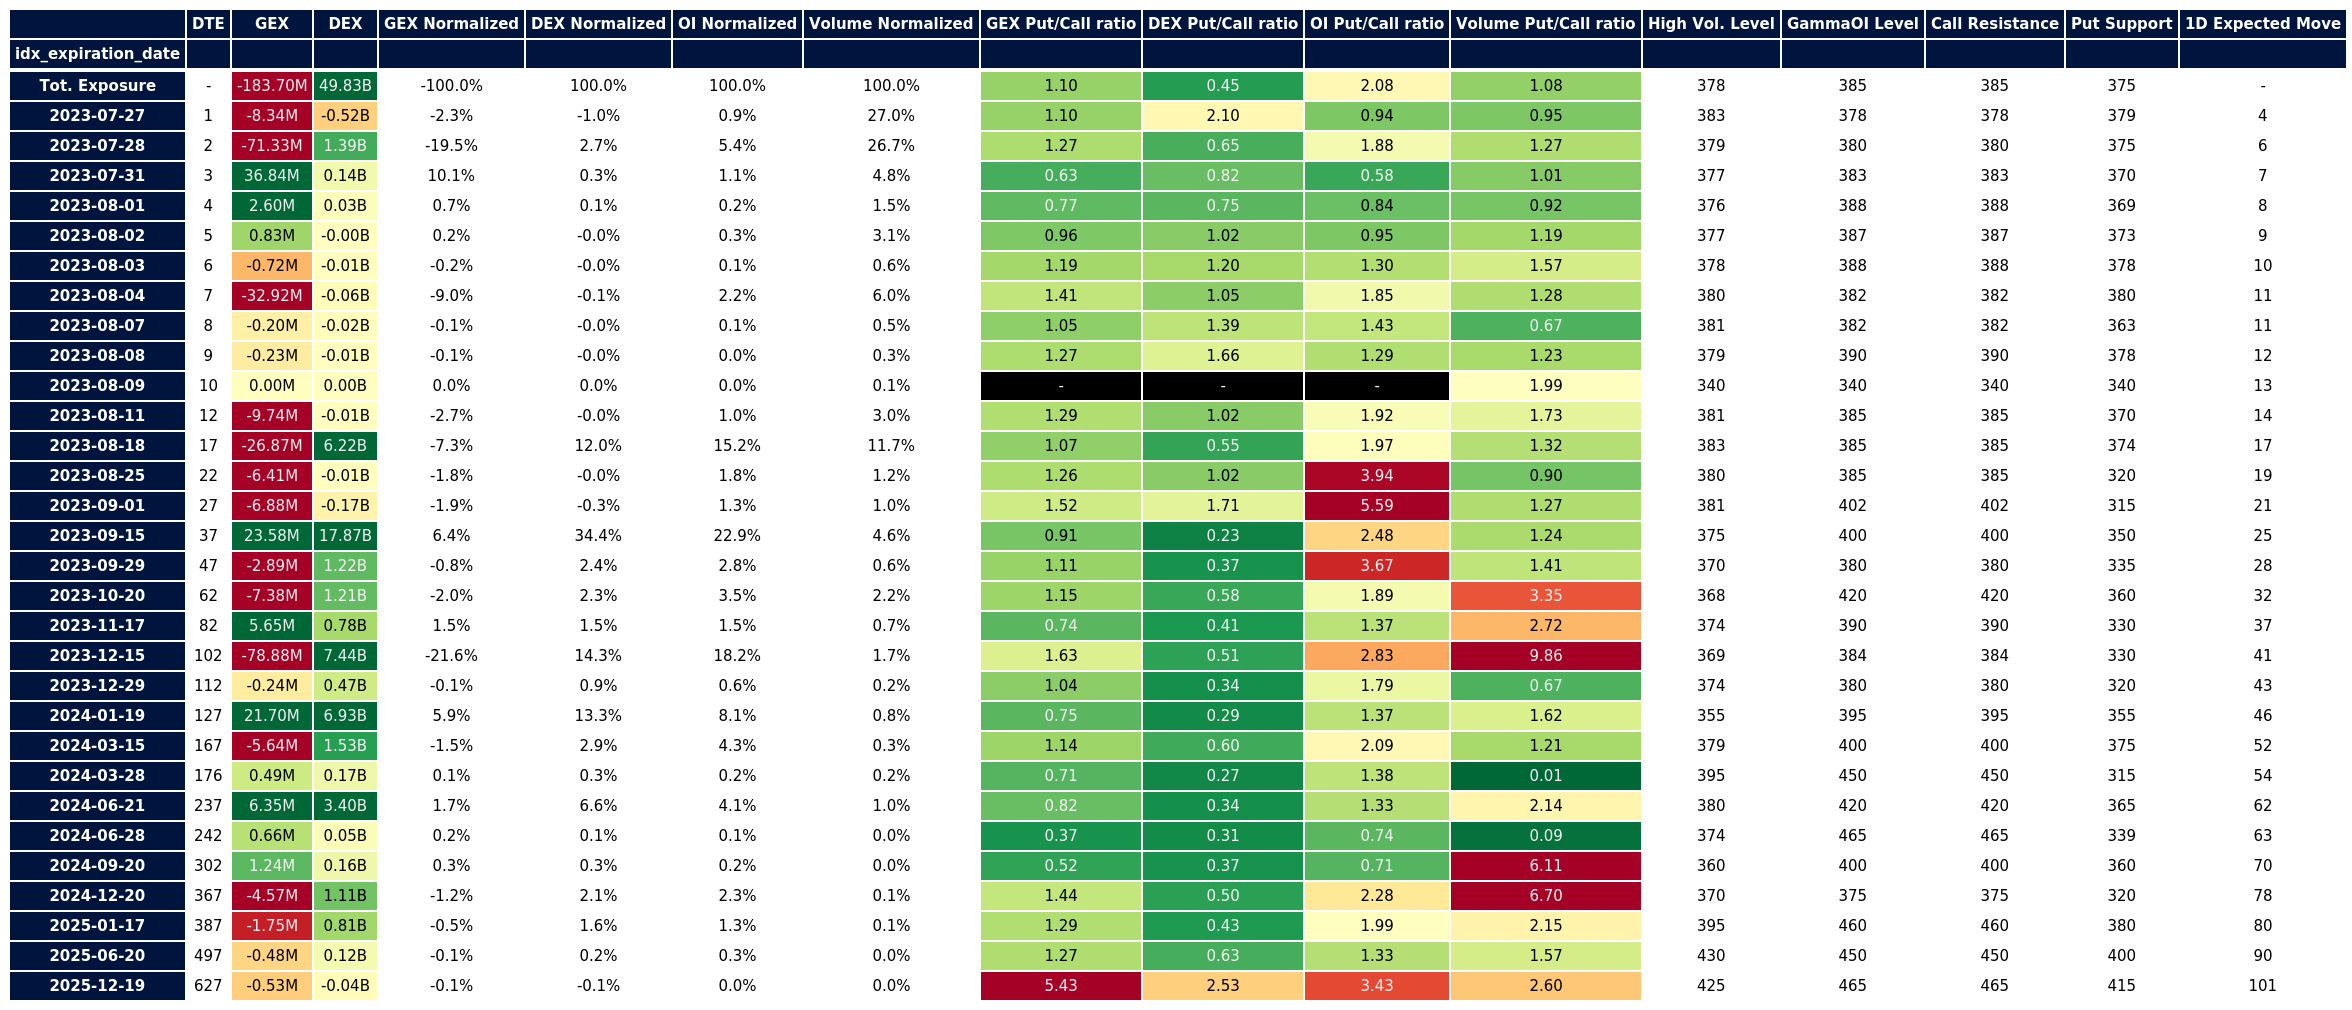 DTE GEX DEX GEX Normalized DEX Normalized OI Normalized Volume Normalized GEX Put/Call ratio DEX Put/Call ratio OI Put/Call ratio Volume Put/Call ratio High Vol. Level GammaOI Level Call Resistance Put Support 1D Expected Move
idx_expiration_date
Tot. Exposure - -183.70M 49.83B -100.0% 100.0% 100.0% 100.0% 1.10 0.45 2.08 1.08 378 385 385 375 -
2023-07-27 1 -8.34M -0.52B -2.3% -1.0% 0.9% 27.0% 1.10 2.10 0.94 0.95 383 378 378 379 4
2023-07-28 2 -71.33M 1.39B -19.5% 2.7% 5.4% 26.7% 1.27 0.65 1.88 1.27 379 380 380 375 6
2023-07-31 3 36.84M 0.14B 10.1% 0.3% 1.1% 4.8% 0.63 0.82 0.58 1.01 377 383 383 370 7
2023-08-01 4 2.60M 0.03B 0.7% 0.1% 0.2% 1.5% 0.77 0.75 0.84 0.92 376 388 388 369 8
2023-08-02 5 0.83M -0.00B 0.2% -0.0% 0.3% 3.1% 0.96 1.02 0.95 1.19 377 387 387 373 9
2023-08-03 6 -0.72M -0.01B -0.2% -0.0% 0.1% 0.6% 1.19 1.20 1.30 1.57 378 388 388 378 10
2023-08-04 7 -32.92M -0.06B -9.0% -0.1% 2.2% 6.0% 1.41 1.05 1.85 1.28 380 382 382 380 11
2023-08-07 8 -0.20M -0.02B -0.1% -0.0% 0.1% 0.5% 1.05 1.39 1.43 0.67 381 382 382 363 11
2023-08-08 9 -0.23M -0.01B -0.1% -0.0% 0.0% 0.3% 1.27 1.66 1.29 1.23 379 390 390 378 12
2023-08-09 10 0.00M 0.00B 0.0% 0.0% 0.0% 0.1% - - - 1.99 340 340 340 340 13
2023-08-11 12 -9.74M -0.01B -2.7% -0.0% 1.0% 3.0% 1.29 1.02 1.92 1.73 381 385 385 370 14
2023-08-18 17 -26.87M 6.22B -7.3% 12.0% 15.2% 11.7% 1.07 0.55 1.97 1.32 383 385 385 374 17
2023-08-25 22 -6.41M -0.01B -1.8% -0.0% 1.8% 1.2% 1.26 1.02 3.94 0.90 380 385 385 320 19
2023-09-01 27 -6.88M -0.17B -1.9% -0.3% 1.3% 1.0% 1.52 1.71 5.59 1.27 381 402 402 315 21
2023-09-15 37 23.58M 17.87B 6.4% 34.4% 22.9% 4.6% 0.91 0.23 2.48 1.24 375 400 400 350 25
2023-09-29 47 -2.89M 1.22B -0.8% 2.4% 2.8% 0.6% 1.11 0.37 3.67 1.41 370 380 380 335 28
2023-10-20 62 -7.38M 1.21B -2.0% 2.3% 3.5% 2.2% 1.15 0.58 1.89 3.35 368 420 420 360 32
2023-11-17 82 5.65M 0.78B 1.5% 1.5% 1.5% 0.7% 0.74 0.41 1.37 2.72 374 390 390 330 37
2023-12-15 102 -78.88M 7.44B -21.6% 14.3% 18.2% 1.7% 1.63 0.51 2.83 9.86 369 384 384 330 41
2023-12-29 112 -0.24M 0.47B -0.1% 0.9% 0.6% 0.2% 1.04 0.34 1.79 0.67 374 380 380 320 43
2024-01-19 127 21.70M 6.93B 5.9% 13.3% 8.1% 0.8% 0.75 0.29 1.37 1.62 355 395 395 355 46
2024-03-15 167 -5.64M 1.53B -1.5% 2.9% 4.3% 0.3% 1.14 0.60 2.09 1.21 379 400 400 375 52
2024-03-28 176 0.49M 0.17B 0.1% 0.3% 0.2% 0.2% 0.71 0.27 1.38 0.01 395 450 450 315 54
2024-06-21 237 6.35M 3.40B 1.7% 6.6% 4.1% 1.0% 0.82 0.34 1.33 2.14 380 420 420 365 62
2024-06-28 242 0.66M 0.05B 0.2% 0.1% 0.1% 0.0% 0.37 0.31 0.74 0.09 374 465 465 339 63
2024-09-20 302 1.24M 0.16B 0.3% 0.3% 0.2% 0.0% 0.52 0.37 0.71 6.11 360 400 400 360 70
2024-12-20 367 -4.57M 1.11B -1.2% 2.1% 2.3% 0.1% 1.44 0.50 2.28 6.70 370 375 375 320 78
2025-01-17 387 -1.75M 0.81B -0.5% 1.6% 1.3% 0.1% 1.29 0.43 1.99 2.15 395 460 460 380 80
2025-06-20 497 -0.48M 0.12B -0.1% 0.2% 0.3% 0.0% 1.27 0.63 1.33 1.57 430 450 450 400 90
2025-12-19 627 -0.53M -0.04B -0.1% -0.1% 0.0% 0.0% 5.43 2.53 3.43 2.60 425 465 465 415 101